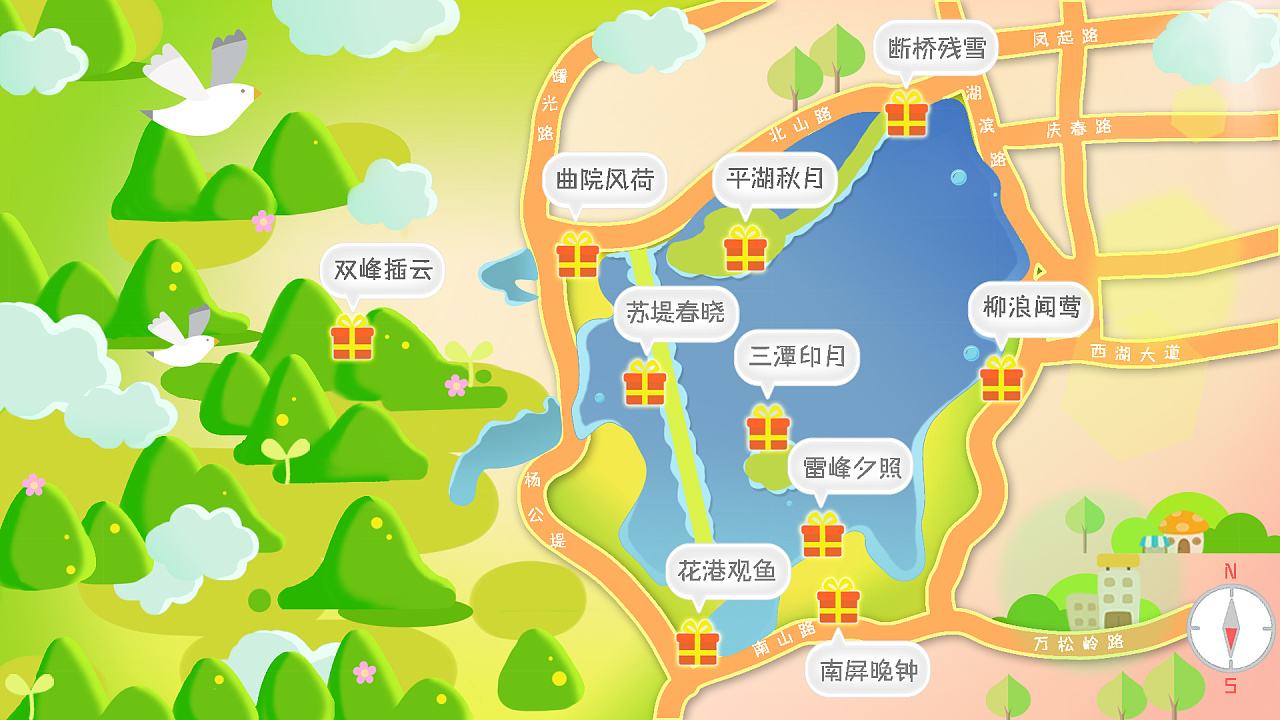 断桥残雪
凤起路
曙光路
湖滨路
北山路
庆春路
曲院风荷
平湖秋月
双峰插云
苏堤春晓
柳浪闻莺
三潭印月
西湖大道
雷峰夕照
杨公堤
花港观鱼
N
南山路
万松岭路
南屏晚钟
S